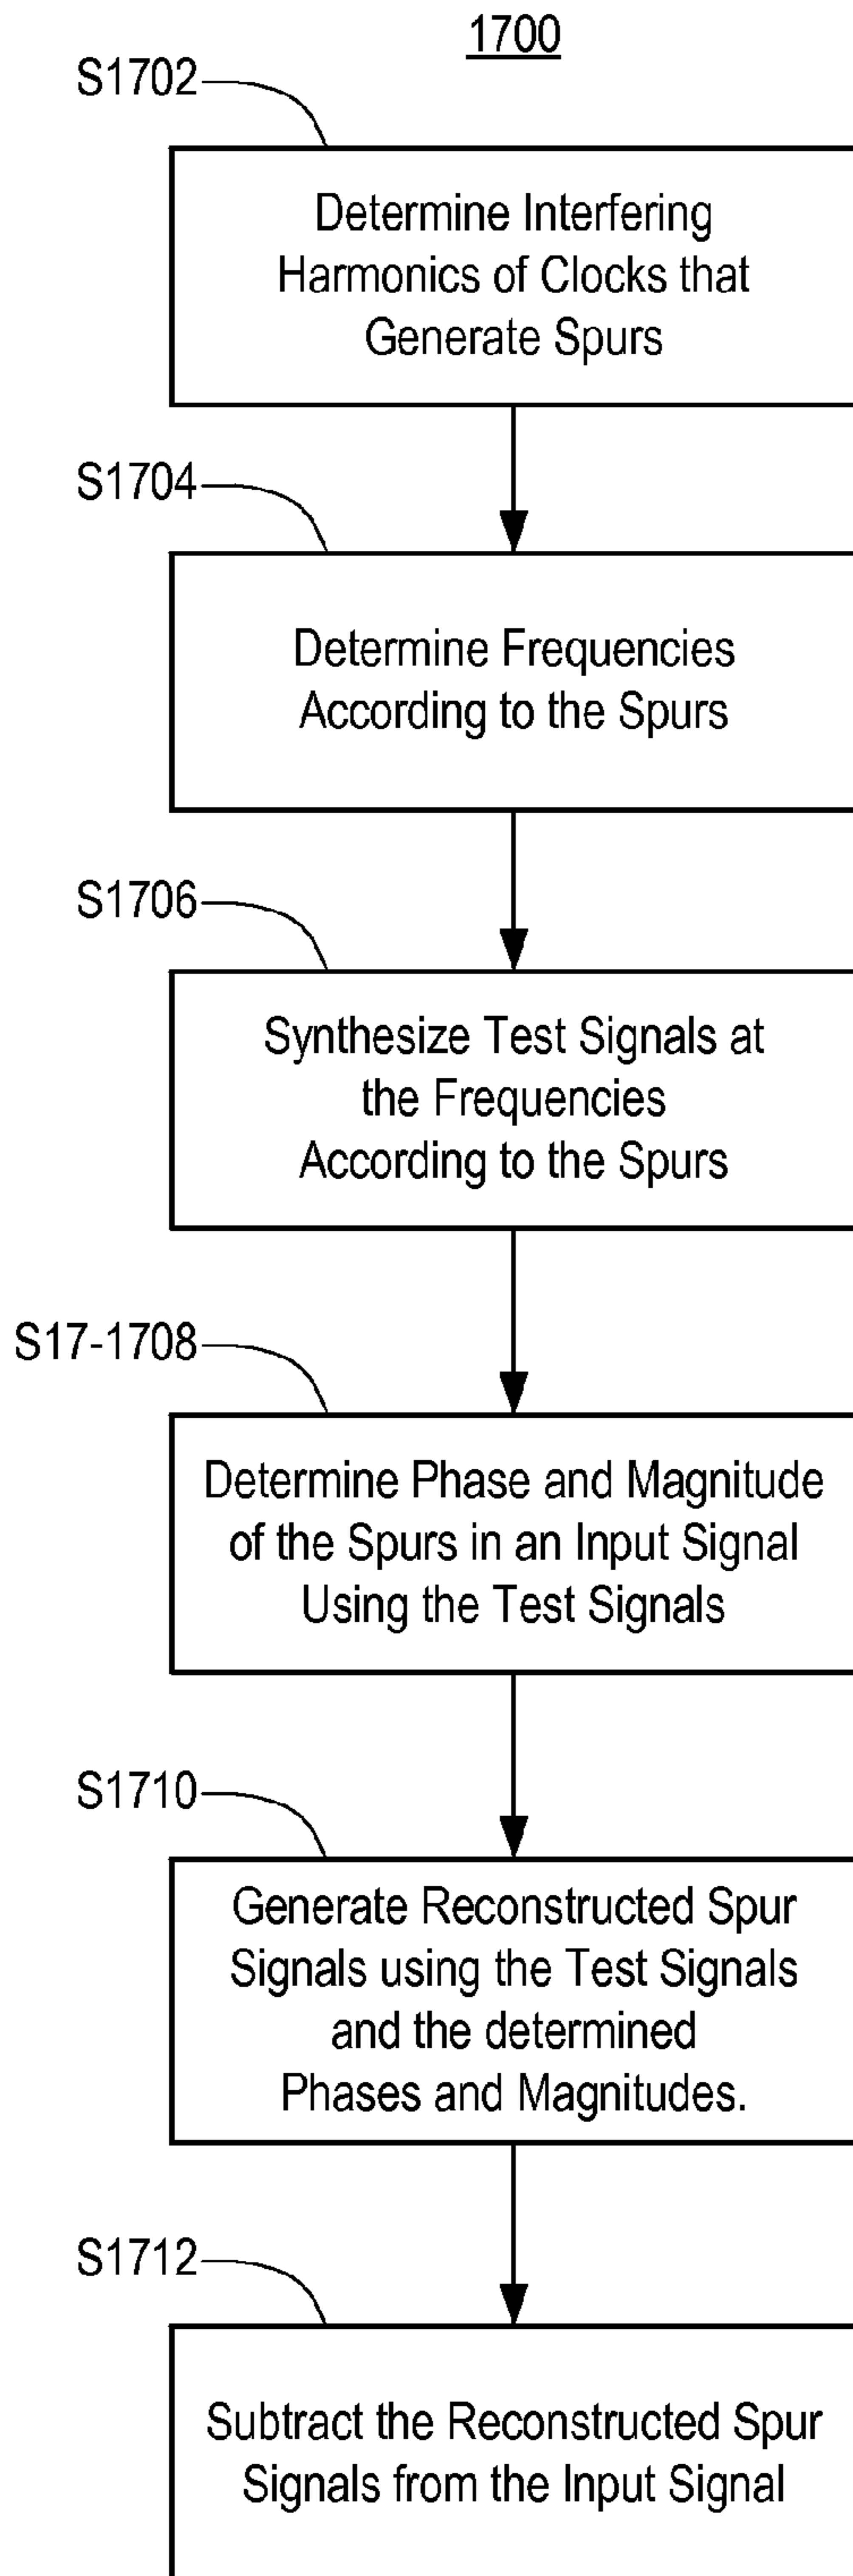 1700
S1702
Determine Interfering
Harmonics of Clocks that
Generate Spurs
S1704
Determine Frequencies
According to the Spurs
S1706
Synthesize Test Signals at
the Frequencies
According to the Spurs
S17-1708
Determine Phase and Magnitude
of the Spurs in an Input Signal
Using the Test Signals
S1710
Generate Reconstructed Spur
Signals using the Test Signals
and the determined
Phases and Magnitudes.
S1712
Subtract the Reconstructed Spur
Signals from the Input Signal